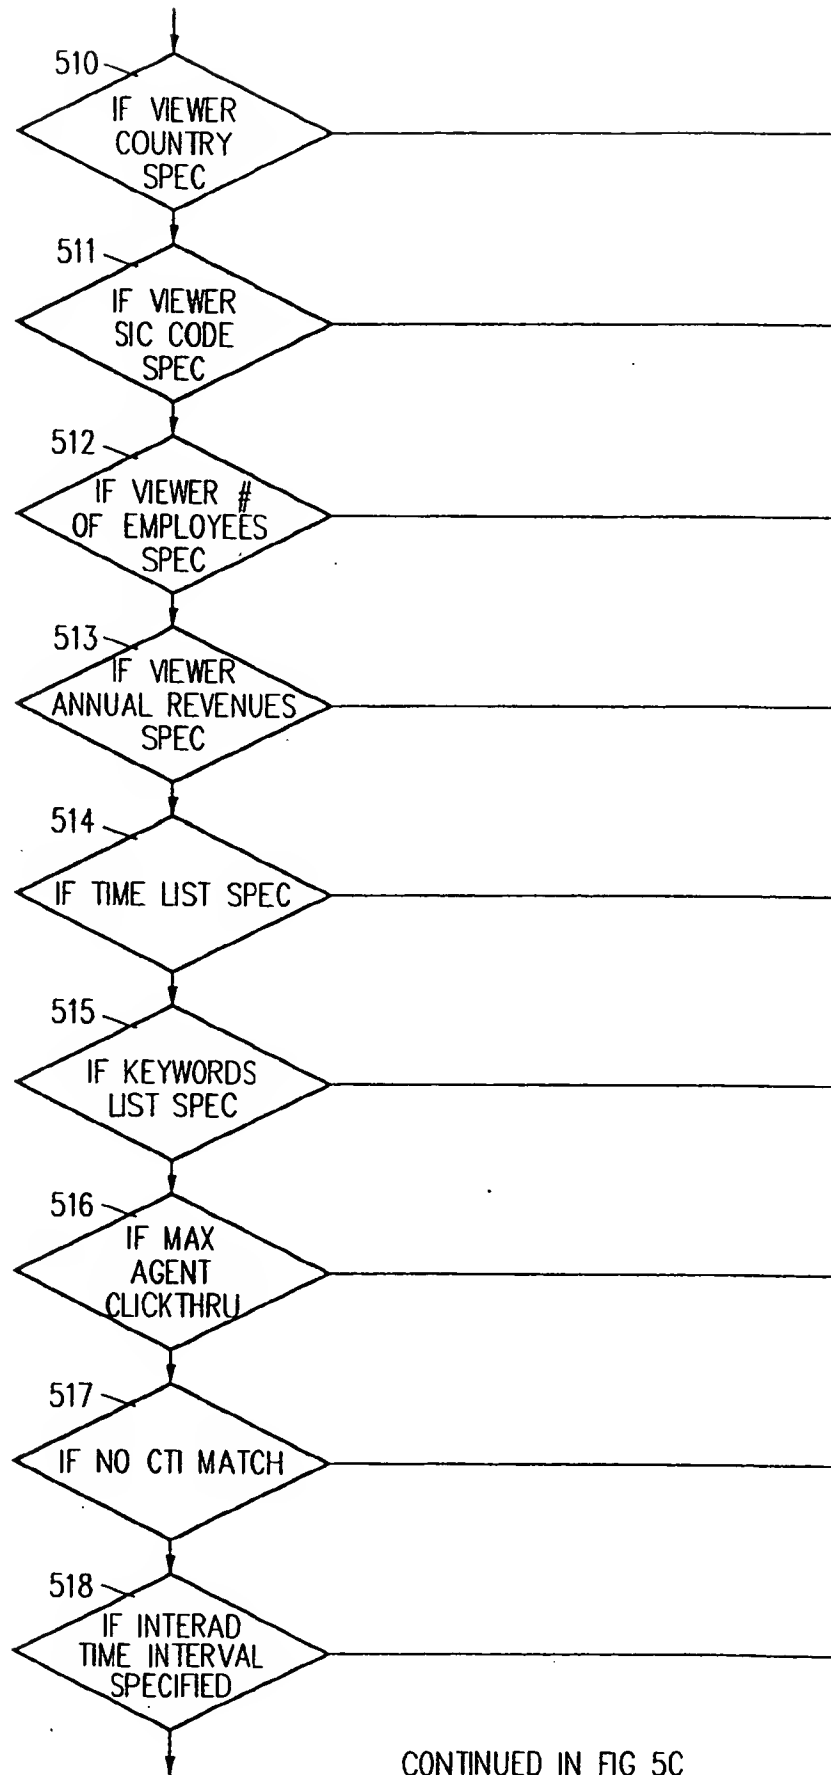 510
IF VIEWER
COUNTRY
SPEC
511
IF VIEWER
SIC CODE
SPEC
512
IF VIEWER #
OF EMPLOYEES
SPEC
513
IF VIEWER
ANNUAL REVENUES
SPEC
514
IF TIME LIST SPEC
515
IF KEYWORDS
LIST SPEC
516
IF MAX
AGENT
CLICKTHRU
517
IF NO CTI MATCH
518
IF INTERAD
TIME INTERVAL
SPECIFIED
CONTINUED IN FIG 5C